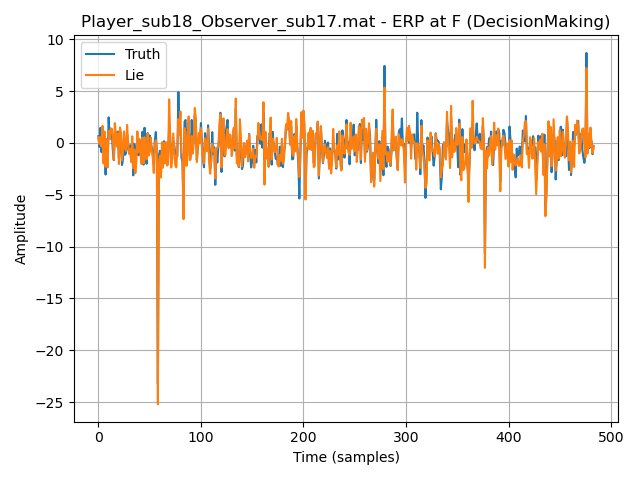 Player_sub18_Observer_sub17.mat - ERP at F (DecisionMaking)
Truth
Lie
Amplitude
10
5
0
−5
−10
−15
−20
−25
0 100 200 300 400 500
Time (samples)